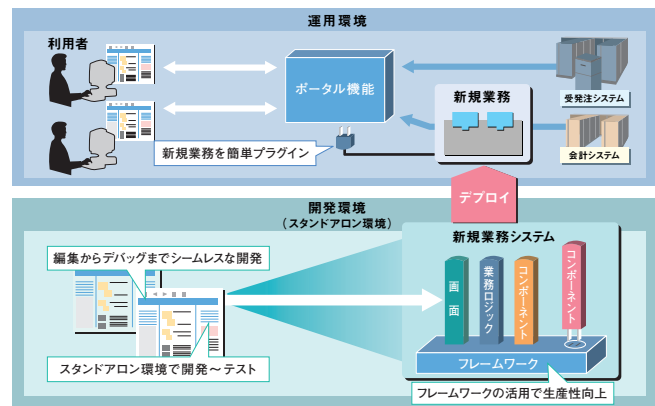 運用環境
利用者
ポータル機能
新規業務
受発注システム
会計システム
新規業務を簡単プラグイン
デプロイ
開発環境
(スタンドアロン環境)
新規業務システム
編集からデバッグまでシームレスな開発
画面
業務ロジック
コンポーネント
コンポーネント
フレームワーク
スタンドアロン環境で開発～テスト
フレームワークの活用で生産性向上